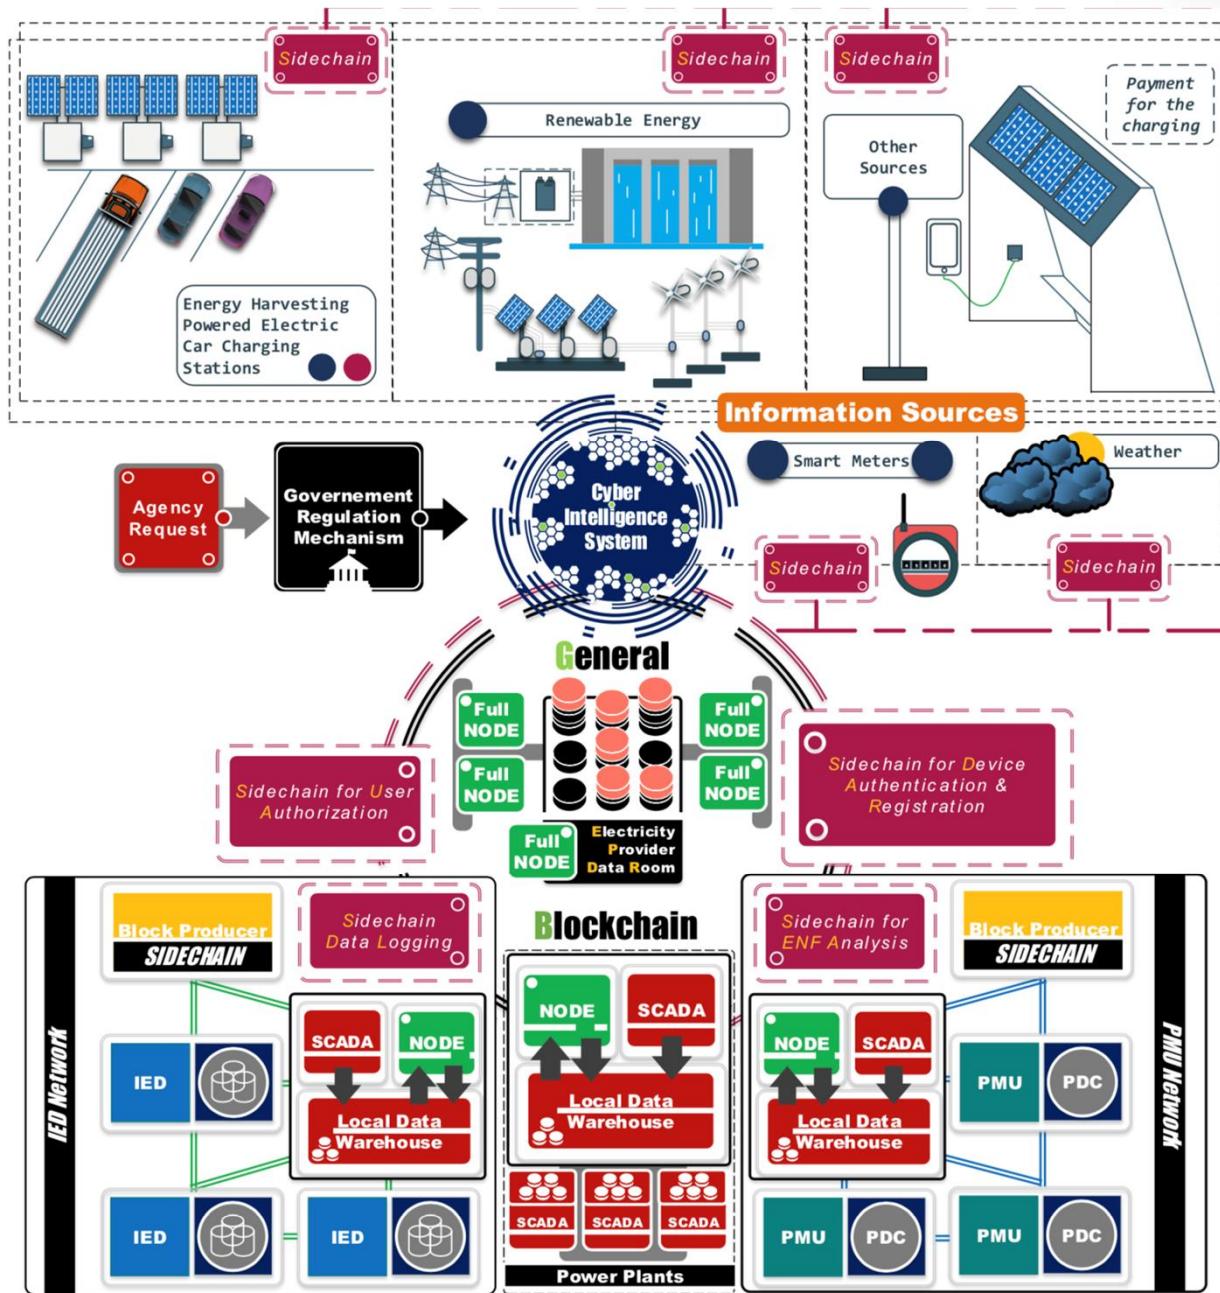 Sidechain
Sidechain
Sidechain
Payment
for the
charging
Renewable Energy
Other
Sources
Energy Harvesting
Powered Electric
Car Charging
Stations
Information Sources
Smart Meters
Weather
Agency
Request
Governement
Regulation
Mechanism
Cyber
Intelligence
System
Sidechain
Sidechain
General
Full
NODE
Full
NODE
Full
NODE
Full
NODE
Sidechain for User
Authorization
Sidechain for Device
Authentication &
Registration
Full
NODE
Electricity
Provider
Data Room
Blockchain
IED Network
Block Producer
SIDECHAIN
Sidechain
Data Logging
SCADA
NODE
Local Data
Warehouse
IED
IED
IED
NODE
SCADA
Local Data
Warehouse
SCADA
SCADA
SCADA
Power Plants
Sidechain for
ENF Analysis
Block Producer
SIDECHAIN
NODE
SCADA
Local Data
Warehouse
PMU
PDC
PMU
PDC
PMU
PDC
PMU Network